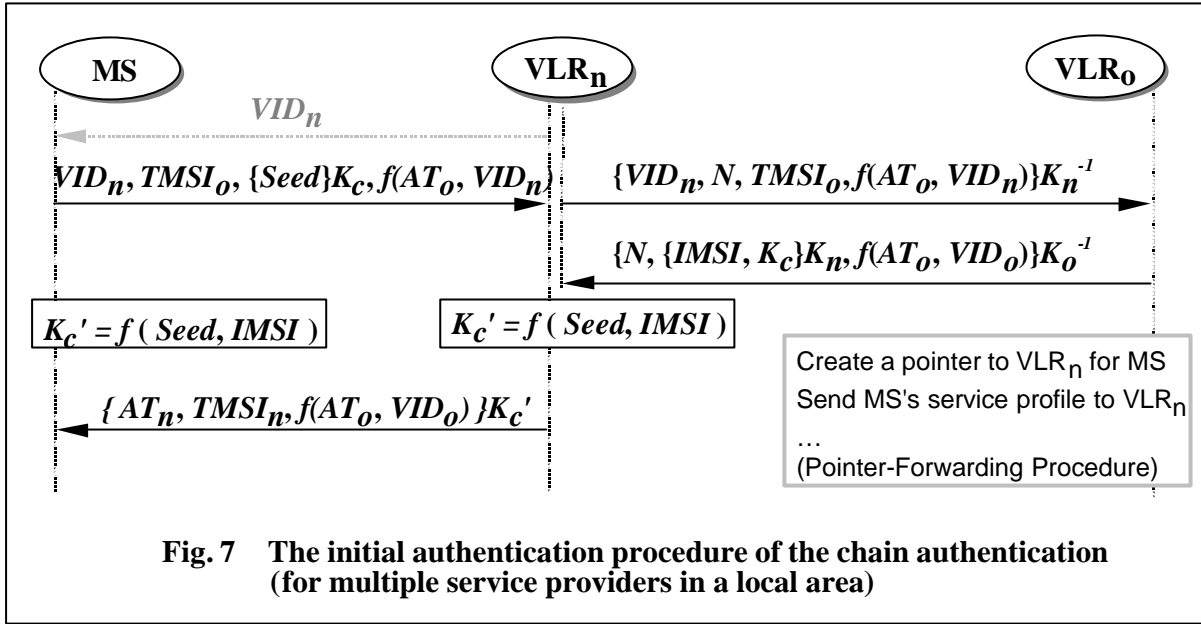 MS VLRn VLRo
VIDn
VIDn, TMSIo, {Seed}Kc, f(ATo, VIDn)
{VIDn, N, TMSIo, f(ATo, VIDn)}Kn⁻¹
{N, {IMSI, Kc}Kn, f(ATo, VIDo)}Ko⁻¹
Kc' = f ( Seed, IMSI )
Kc' = f ( Seed, IMSI )
{ ATn, TMSIn, f(ATo, VIDo) }Kc'
Create a pointer to VLRn for MS
Send MS's service profile to VLRn
…
(Pointer-Forwarding Procedure)
Fig. 7 The initial authentication procedure of the chain authentication
(for multiple service providers in a local area)